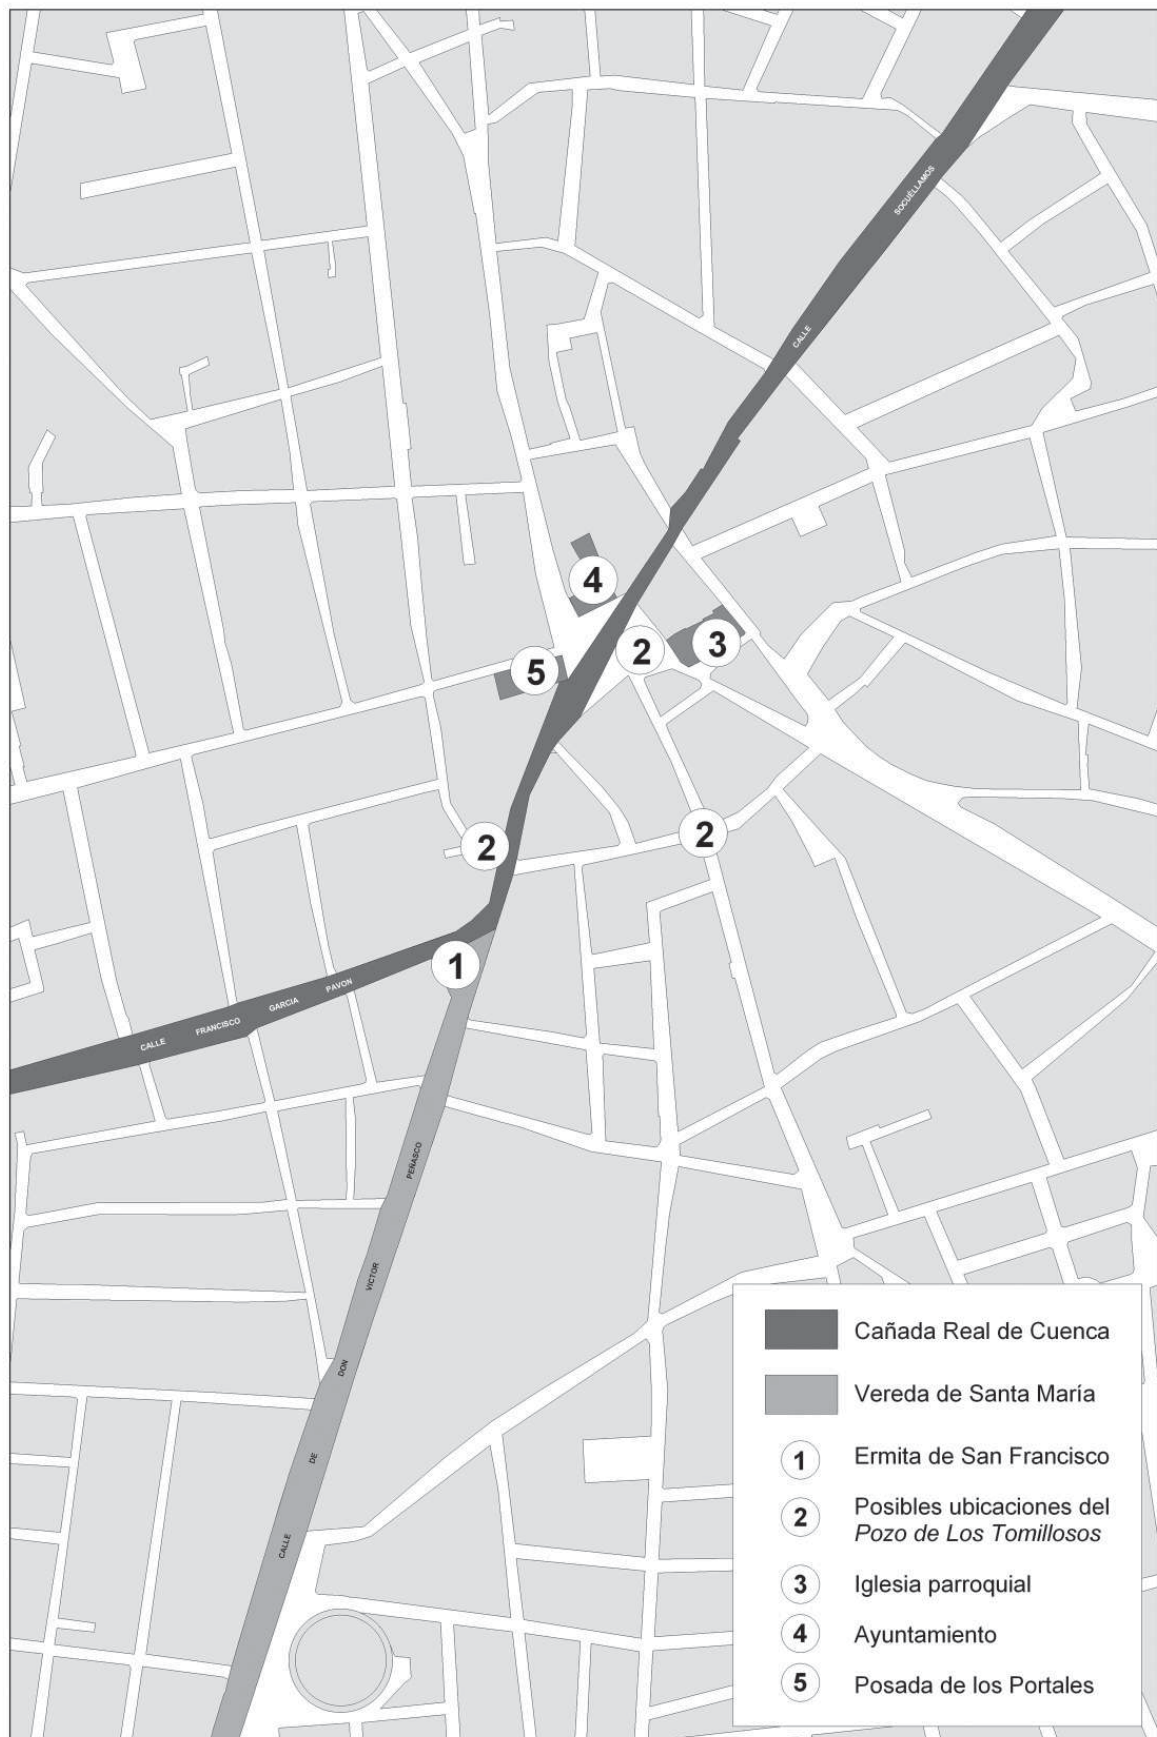 SOCUÉLLAMOS
CALLE
4
3
2
5
2
2
1
CALLE FRANCISCO GARCIA PAVON
PEÑASCO
VICTOR
DON
DE
CALLE
Cañada Real de Cuenca
Vereda de Santa María
1 Ermita de San Francisco
2 Posibles ubicaciones del
Pozo de Los Tomillosos
3 Iglesia parroquial
4 Ayuntamiento
5 Posada de los Portales